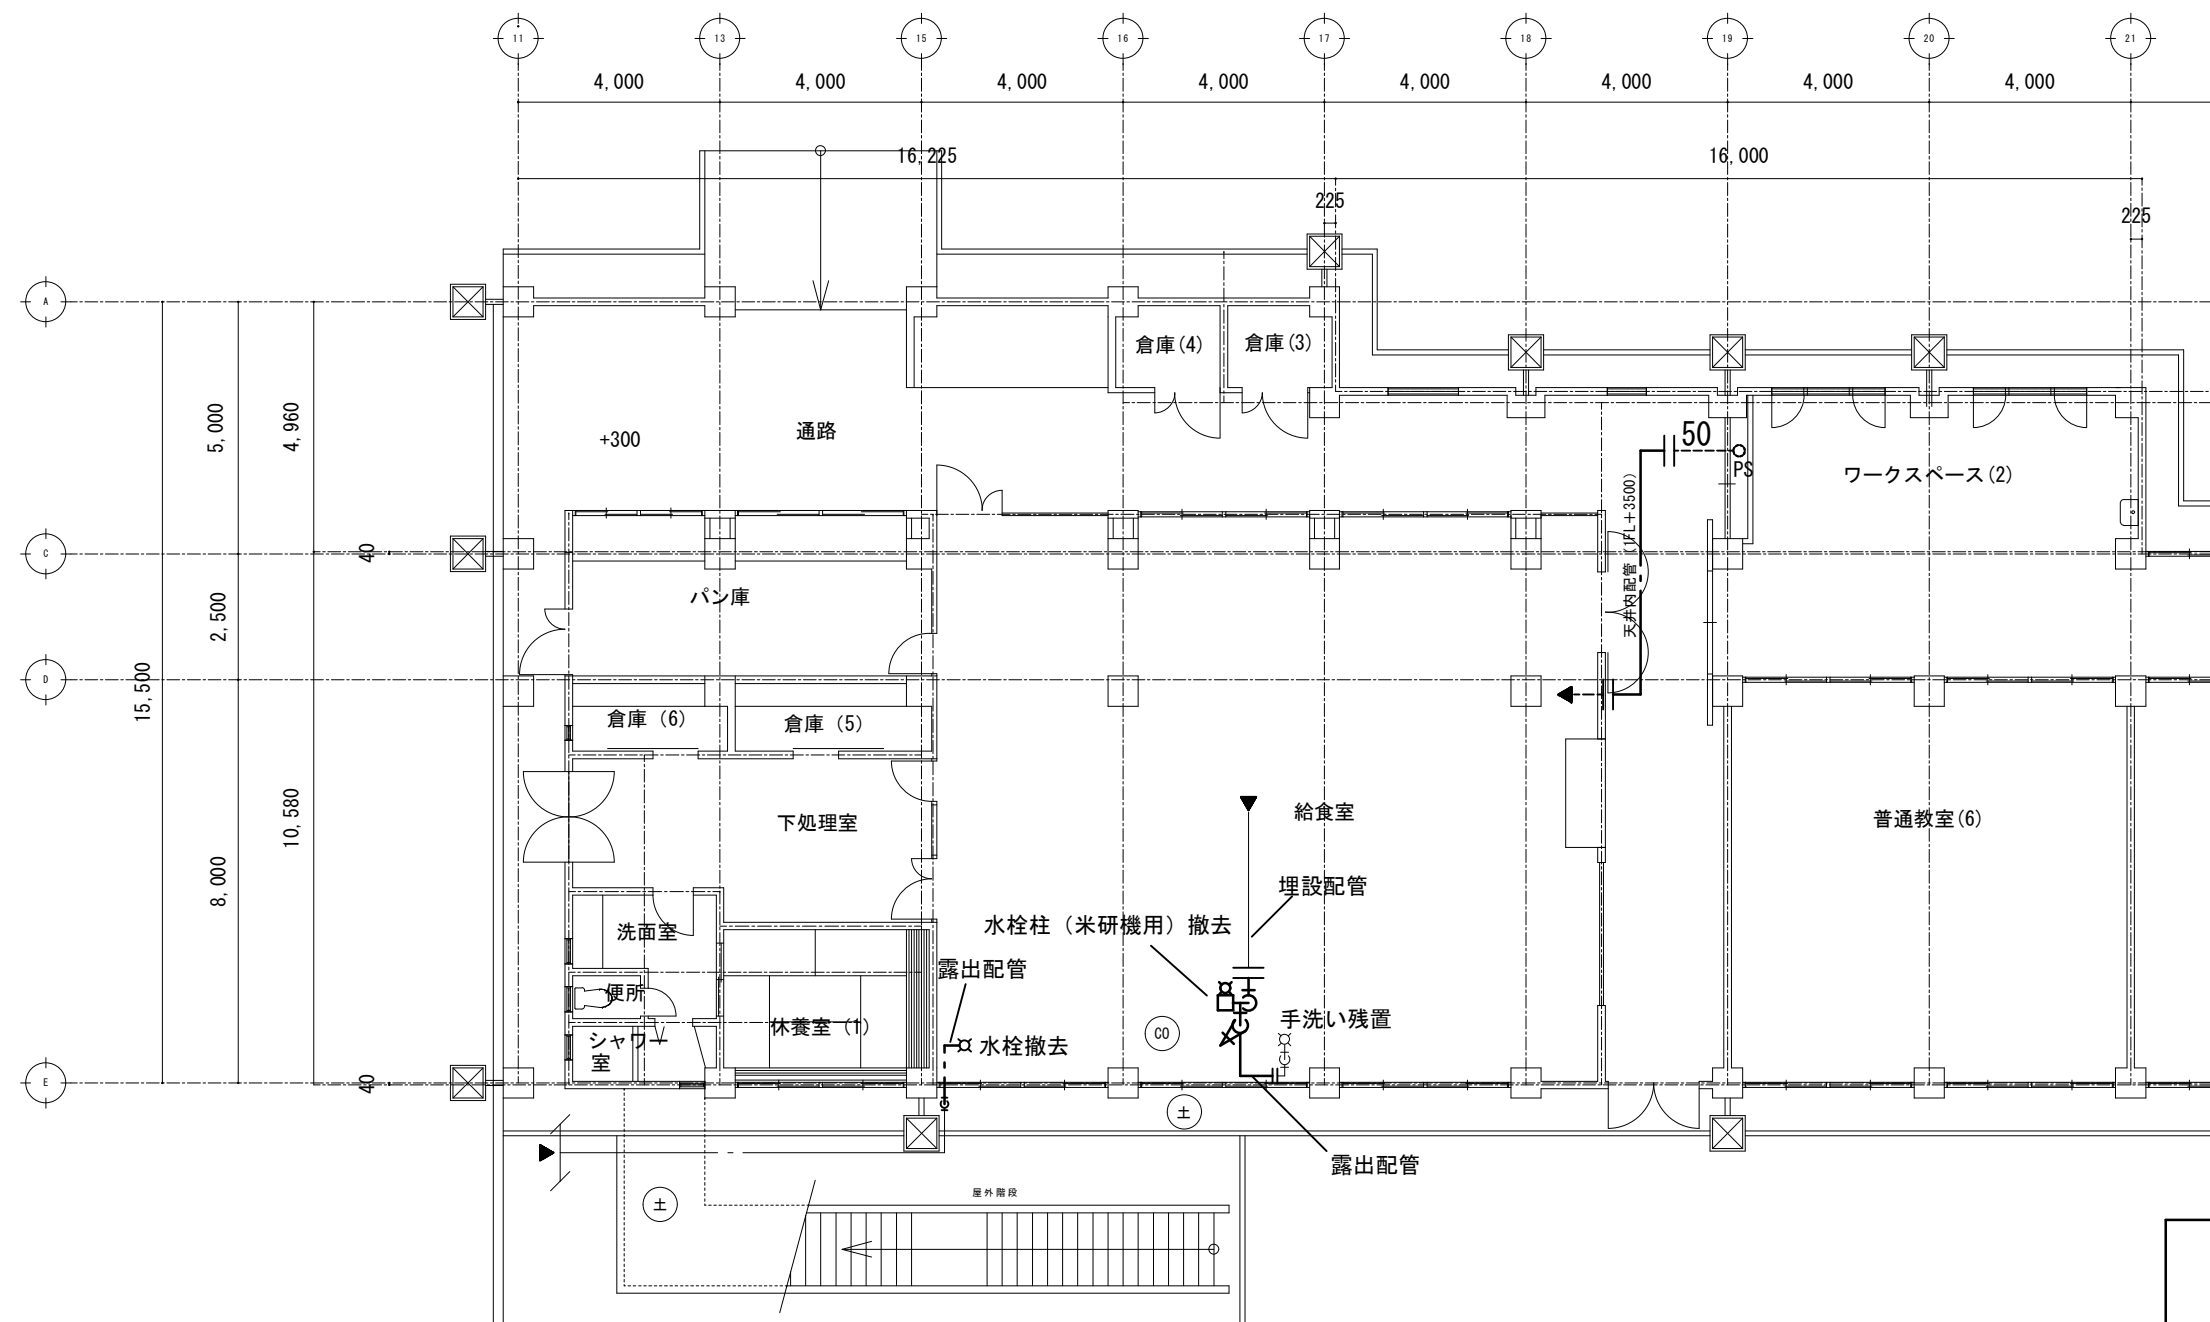 11
13
15
16
17
18
19
20
21
4,000
4,000
4,000
4,000
4,000
4,000
4,000
4,000
16,225
16,000
225
225
A
倉庫(4)
倉庫(3)
5,000
4,960
+300
通路
50
PS
ワークスペース(2)
天井内配管(1FL+3500)
C
40
パン庫
2,500
D
15,500
倉庫(6)
倉庫(5)
10,580
8,000
下処理室
給食室
普通教室(6)
埋設配管
水栓柱(米研機用)撤去
洗面室
露出配管
便所
休養室(1)
シャワー
室
水栓撤去
CO
手洗い残置
E
40
土
露出配管
土
屋外階段